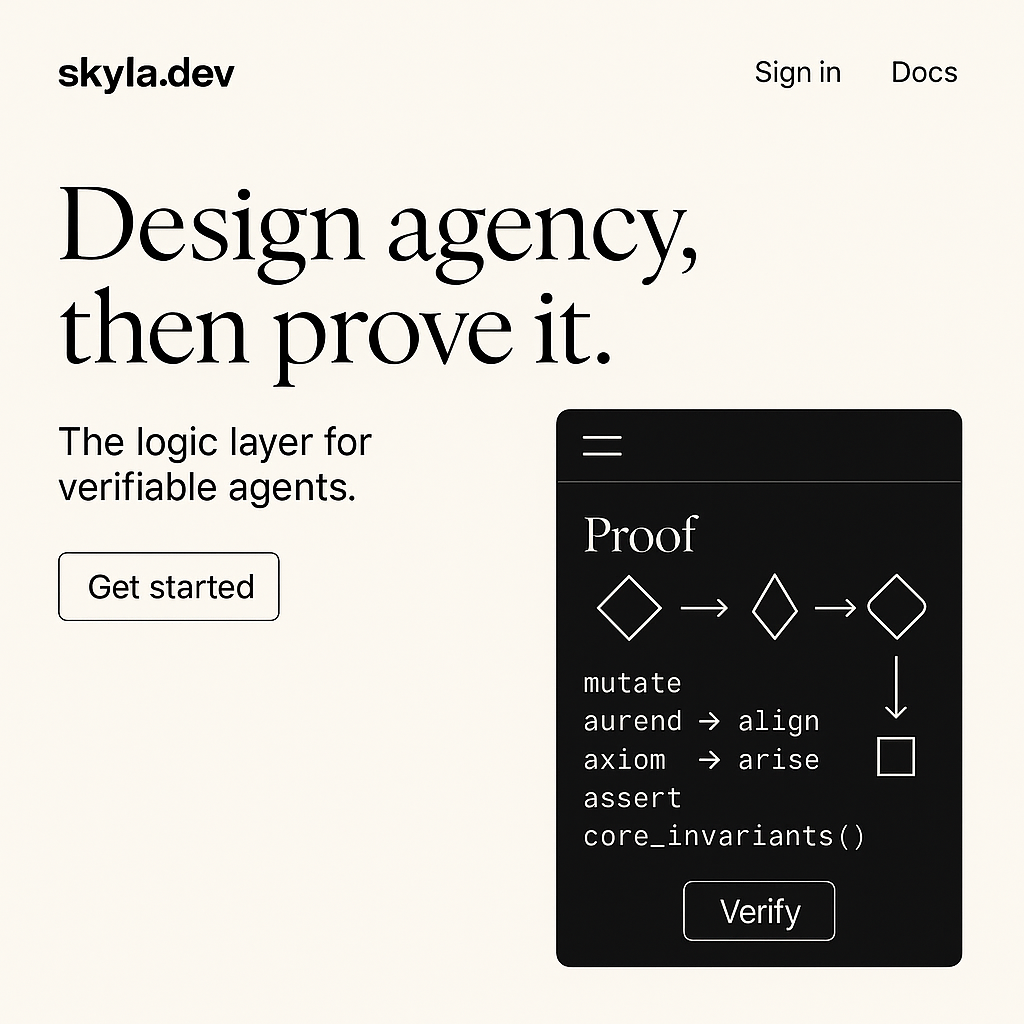 skyla.dev
Sign in
Docs
Design agency,
then prove it.
The logic layer for
verifiable agents.
Get started
Proof
mutate
aurend → align
axiom → arise
assert
core_invariants()
Verify